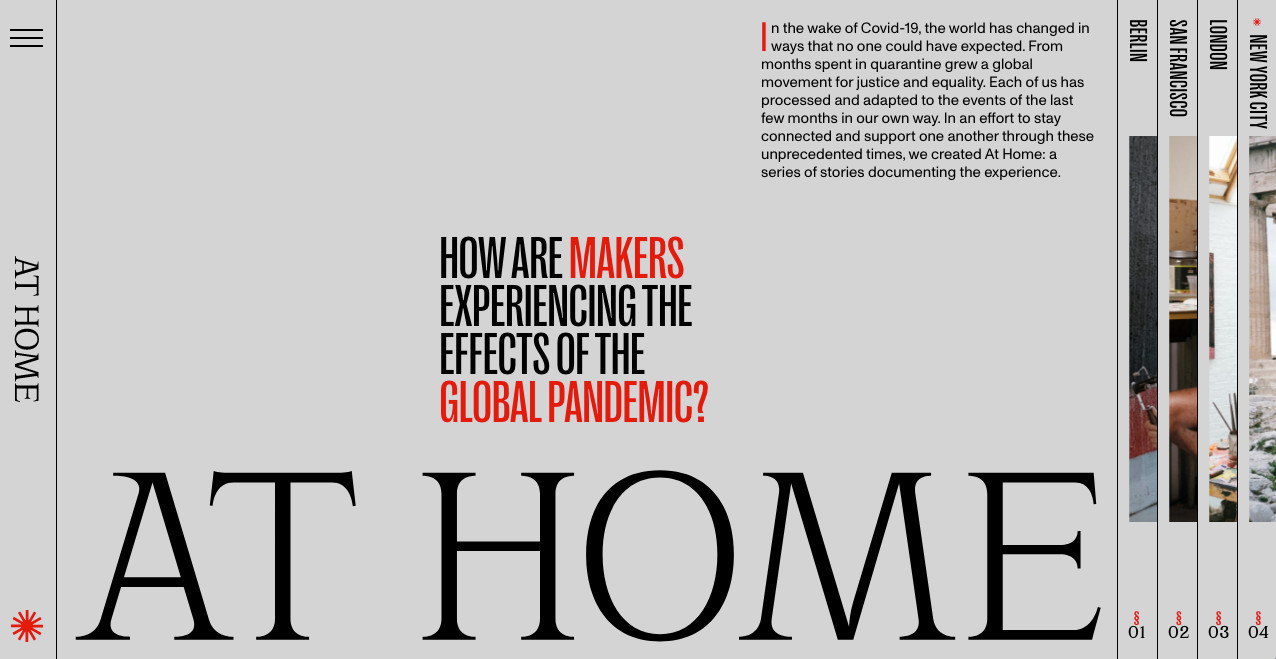 AT HOME
In the wake of Covid-19, the world has changed in
ways that no one could have expected. From
months spent in quarantine grew a global
movement for justice and equality. Each of us has
processed and adapted to the events of the last
few months in our own way. In an effort to stay
connected and support one another through these
unprecedented times, we created At Home: a
series of stories documenting the experience.
HOW ARE MAKERS
EXPERIENCING THE
EFFECTS OF THE
GLOBAL PANDEMIC?
AT HOME
BERLIN
§
01
SAN FRANCISCO
§
02
LONDON
§
03
NEW YORK CITY
§
04